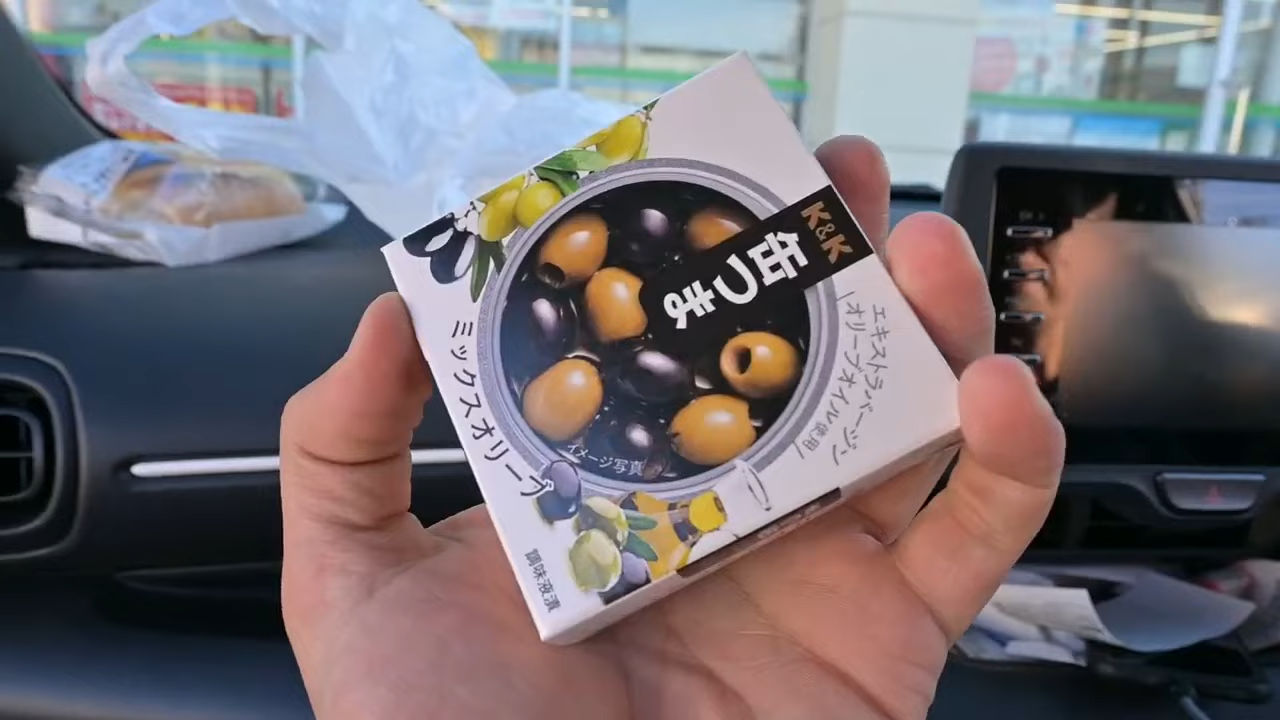 K&K
缶つま
エキストラバージン
オリーブオイル使用
ミックスオリーブ
イメージ写真
調味液漬